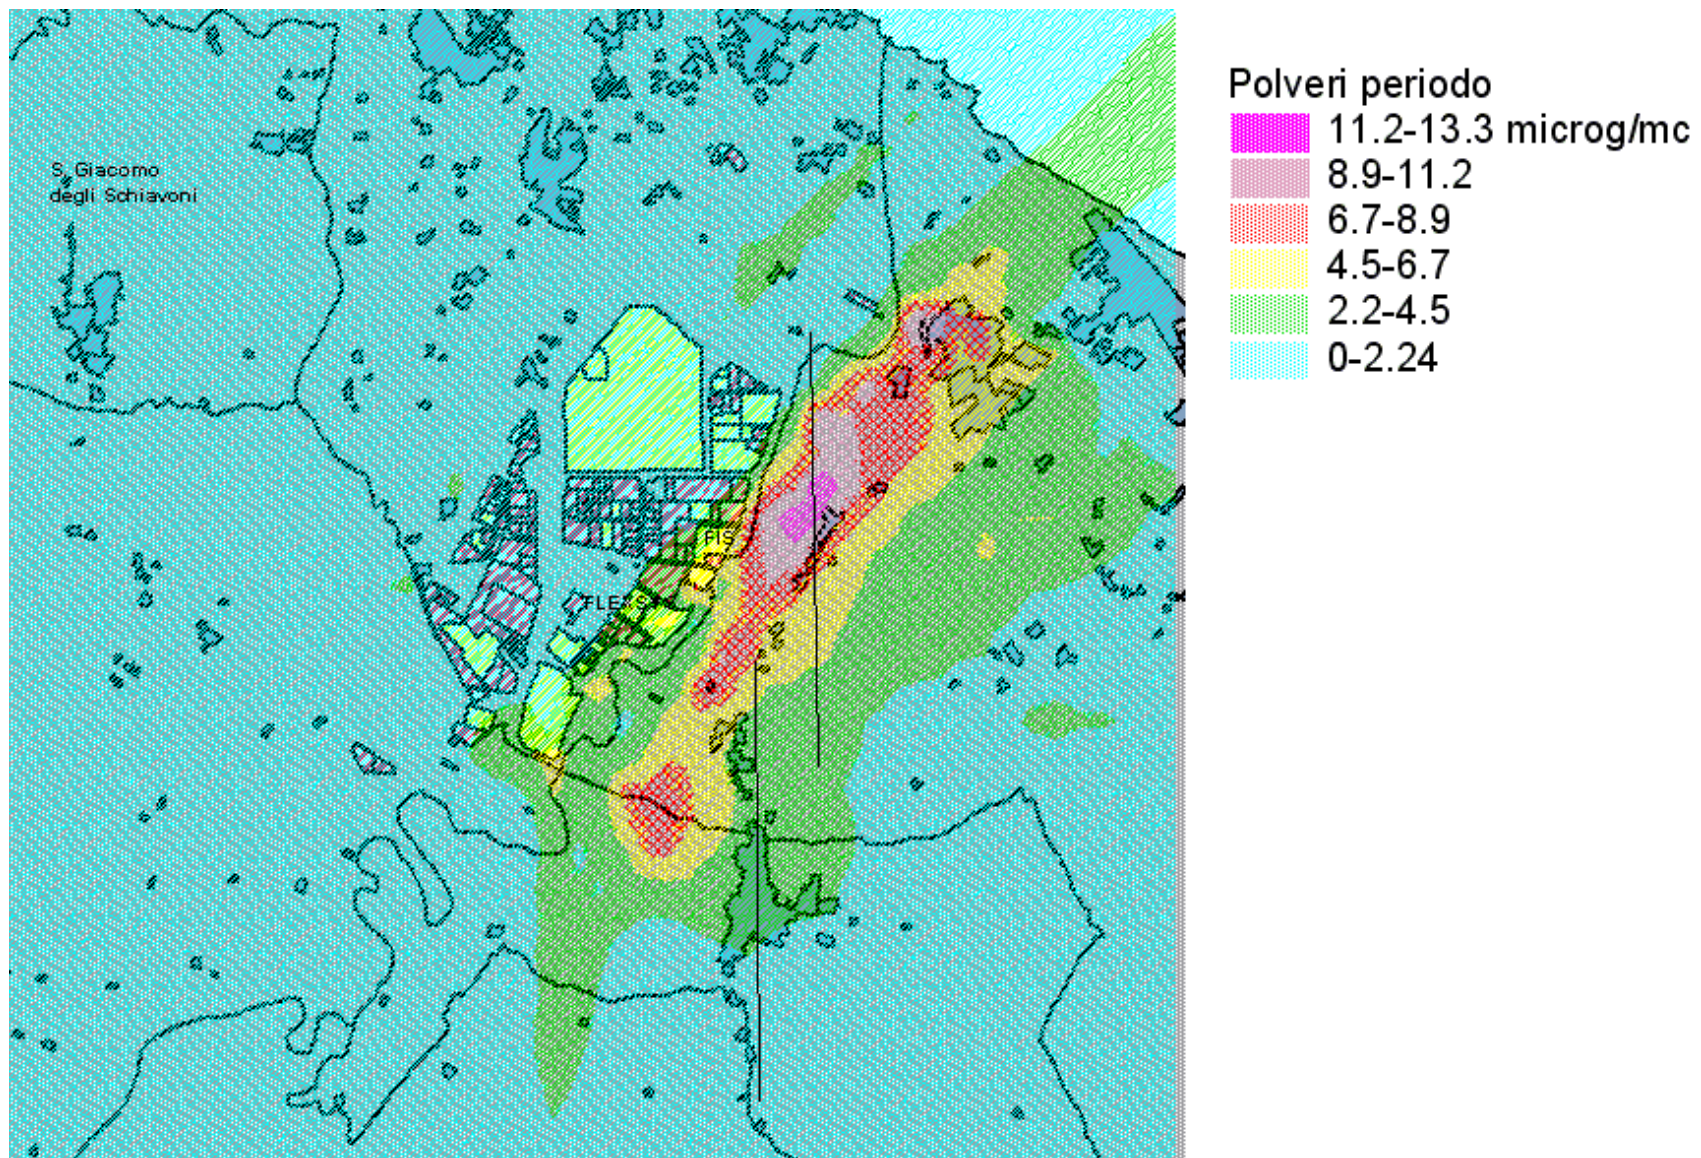 Polveri periodo
11.2-13.3 microg/mc
8.9-11.2
6.7-8.9
4.5-6.7
2.2-4.5
0-2.24
S. Giacomo
degli Schiavoni
FIS